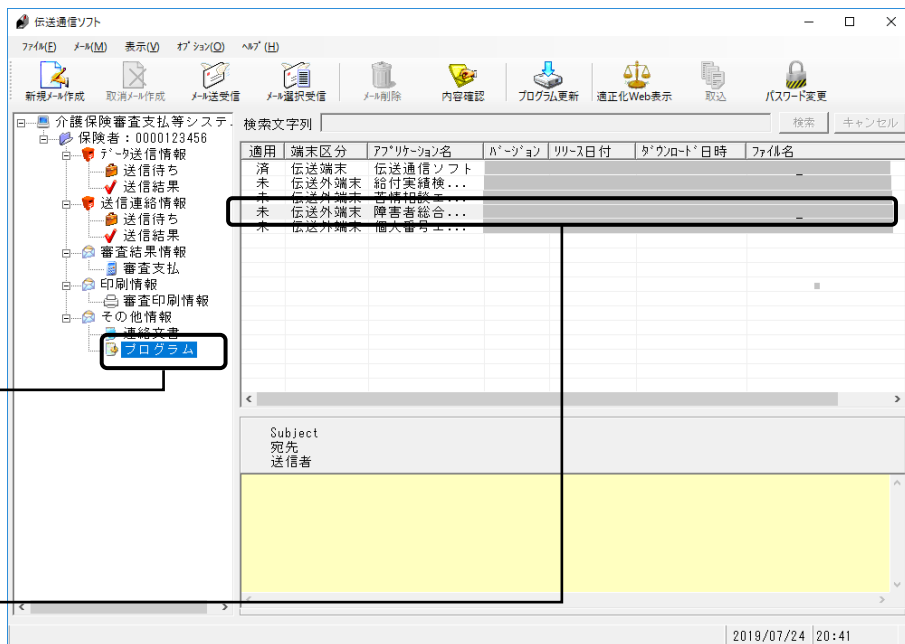 伝送通信ソフト
ファイル(F) メール(M) 表示(V) オプション(O) ヘルプ(H)
新規メール作成 取消メール作成 メール送受信 メール選択受信 メール削除 内容確認 プログラム更新 適正化Web表示 取込 パスワード変更
介護保険審査支払等システ.
保険者：0000123456
データ送信情報
送信待ち
送信結果
送信連絡情報
送信待ち
送信結果
審査結果情報
審査支払
印刷情報
審査印刷情報
その他情報
連絡文書
プログラム
検索文字列 検索 キャンセル
適用 端末区分 アプリケーション名 バージョン リリース日付 ダウンロード日時 ファイル名
済 伝送端末 伝送通信ソフト
未 伝送外端末 給付実績検...
未 伝送外端末 苦情相談エ...
未 伝送外端末 障害者総合...
未 伝送外端末 個人番号エ...
Subject
宛先
送信者
2019/07/24 20:41